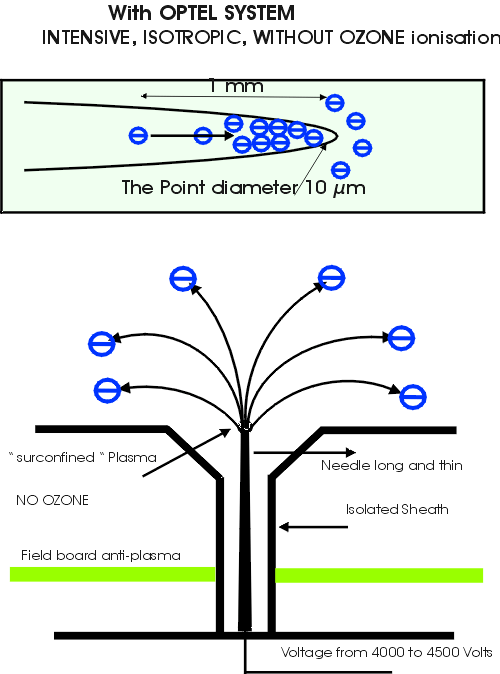 With OPTEL SYSTEM
INTENSIVE, ISOTROPIC, WITHOUT OZONE ionisation
1 mm
The Point diameter 10 µm
" surconfined " Plasma
Needle long and thin
NO OZONE
Isolated Sheath
Field board anti-plasma
Voltage from 4000 to 4500 Volts